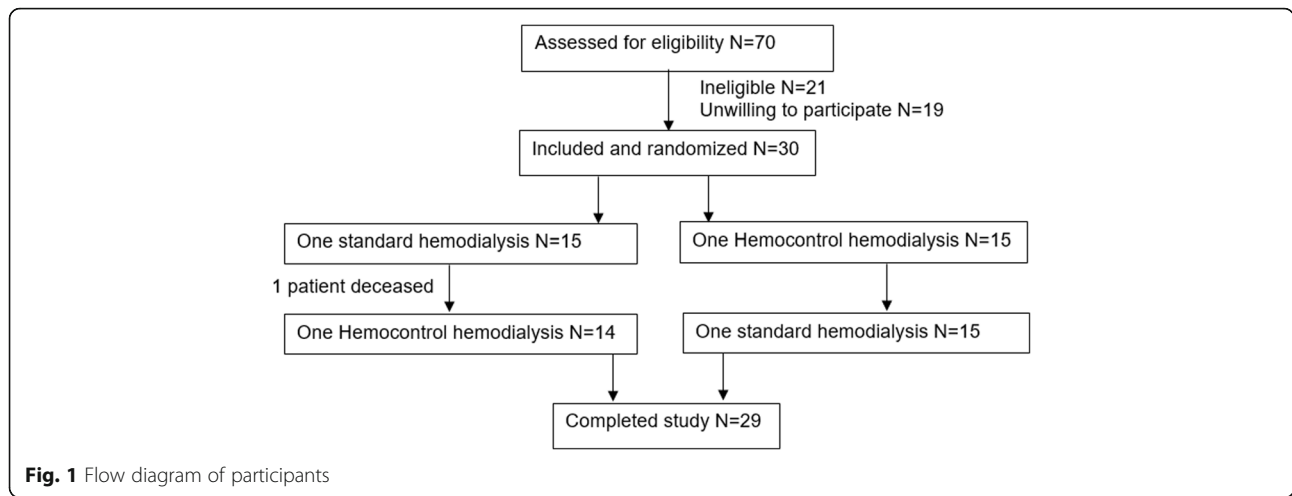 Assessed for eligibility N=70
Ineligible N=21
Unwilling to participate N=19
Included and randomized N=30
One standard hemodialysis N=15
One Hemocontrol hemodialysis N=15
1 patient deceased
One Hemocontrol hemodialysis N=14
One standard hemodialysis N=15
Completed study N=29
Fig. 1 Flow diagram of participants